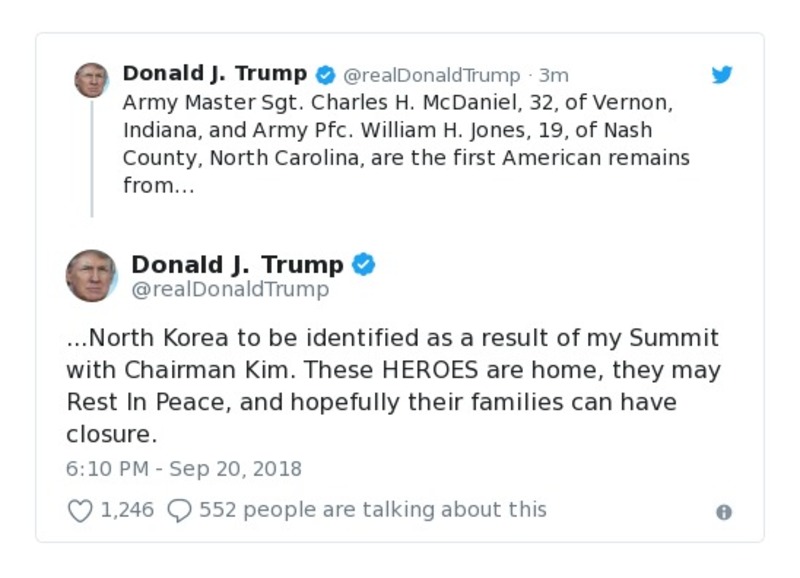 Donald J. Trump @realDonaldTrump · 3m
Army Master Sgt. Charles H. McDaniel, 32, of Vernon,
Indiana, and Army Pfc. William H. Jones, 19, of Nash
County, North Carolina, are the first American remains
from...
Donald J. Trump
@realDonaldTrump
...North Korea to be identified as a result of my Summit
with Chairman Kim. These HEROES are home, they may
Rest In Peace, and hopefully their families can have
closure.
6:10 PM - Sep 20, 2018
1,246 552 people are talking about this